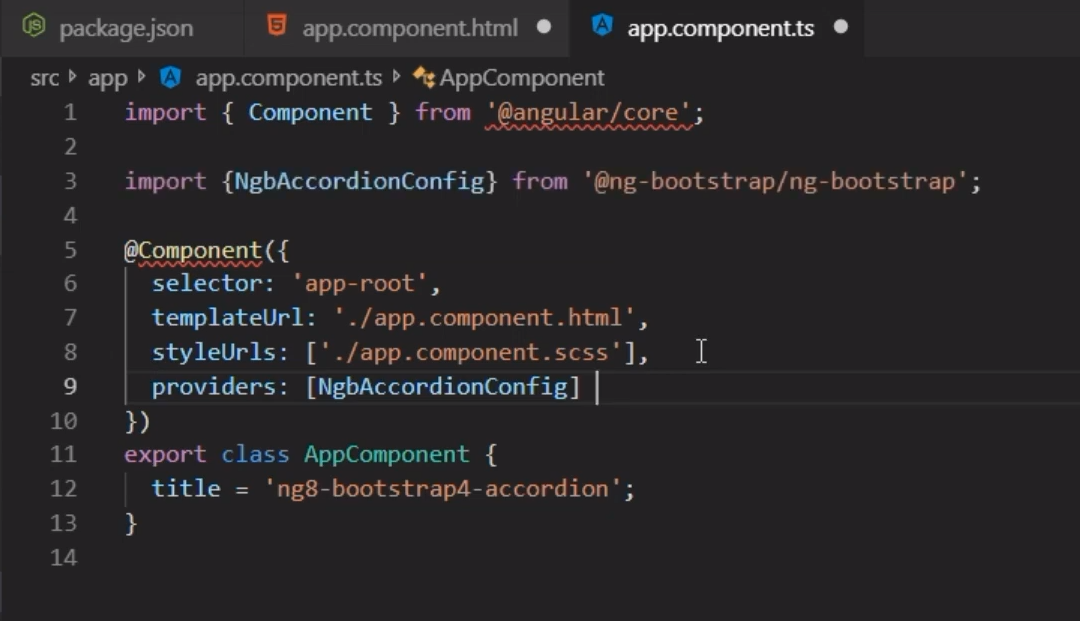 package.json app.component.html app.component.ts
src app app.component.ts AppComponent
1 import { Component } from '@angular/core';
2
3 import {NgbAccordionConfig} from '@ng-bootstrap/ng-bootstrap';
4
5 @Component({
6 selector: 'app-root',
7 templateUrl: './app.component.html',
8 styleUrls: ['./app.component.scss'],
9 providers: [NgbAccordionConfig]
10 })
11 export class AppComponent {
12 title = 'ng8-bootstrap4-accordion';
13 }
14